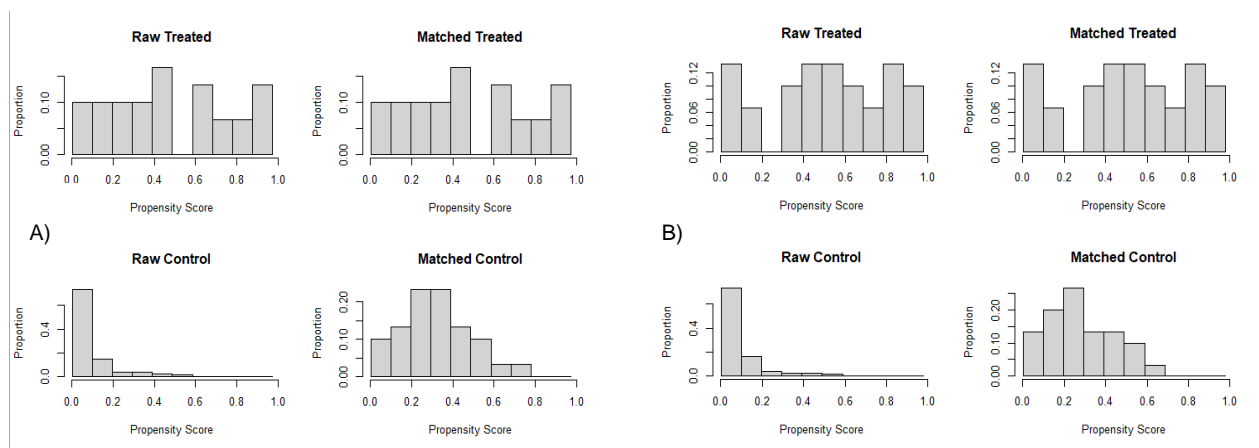 Raw Treated
Proportion
0.00 0.10
0.0 0.2 0.4 0.6 0.8 1.0
Propensity Score
Matched Treated
Proportion
0.00 0.10
0.0 0.2 0.4 0.6 0.8 1.0
Propensity Score
A)
Raw Control
Proportion
0.0 0.4
0.0 0.2 0.4 0.6 0.8 1.0
Propensity Score
Matched Control
Proportion
0.00 0.10 0.20
0.0 0.2 0.4 0.6 0.8 1.0
Propensity Score
Raw Treated
Proportion
0.00 0.06 0.12
0.0 0.2 0.4 0.6 0.8 1.0
Propensity Score
Matched Treated
Proportion
0.00 0.06 0.12
0.0 0.2 0.4 0.6 0.8 1.0
Propensity Score
B)
Raw Control
Proportion
0.0 0.4
0.0 0.2 0.4 0.6 0.8 1.0
Propensity Score
Matched Control
Proportion
0.00 0.10 0.20
0.0 0.2 0.4 0.6 0.8 1.0
Propensity Score